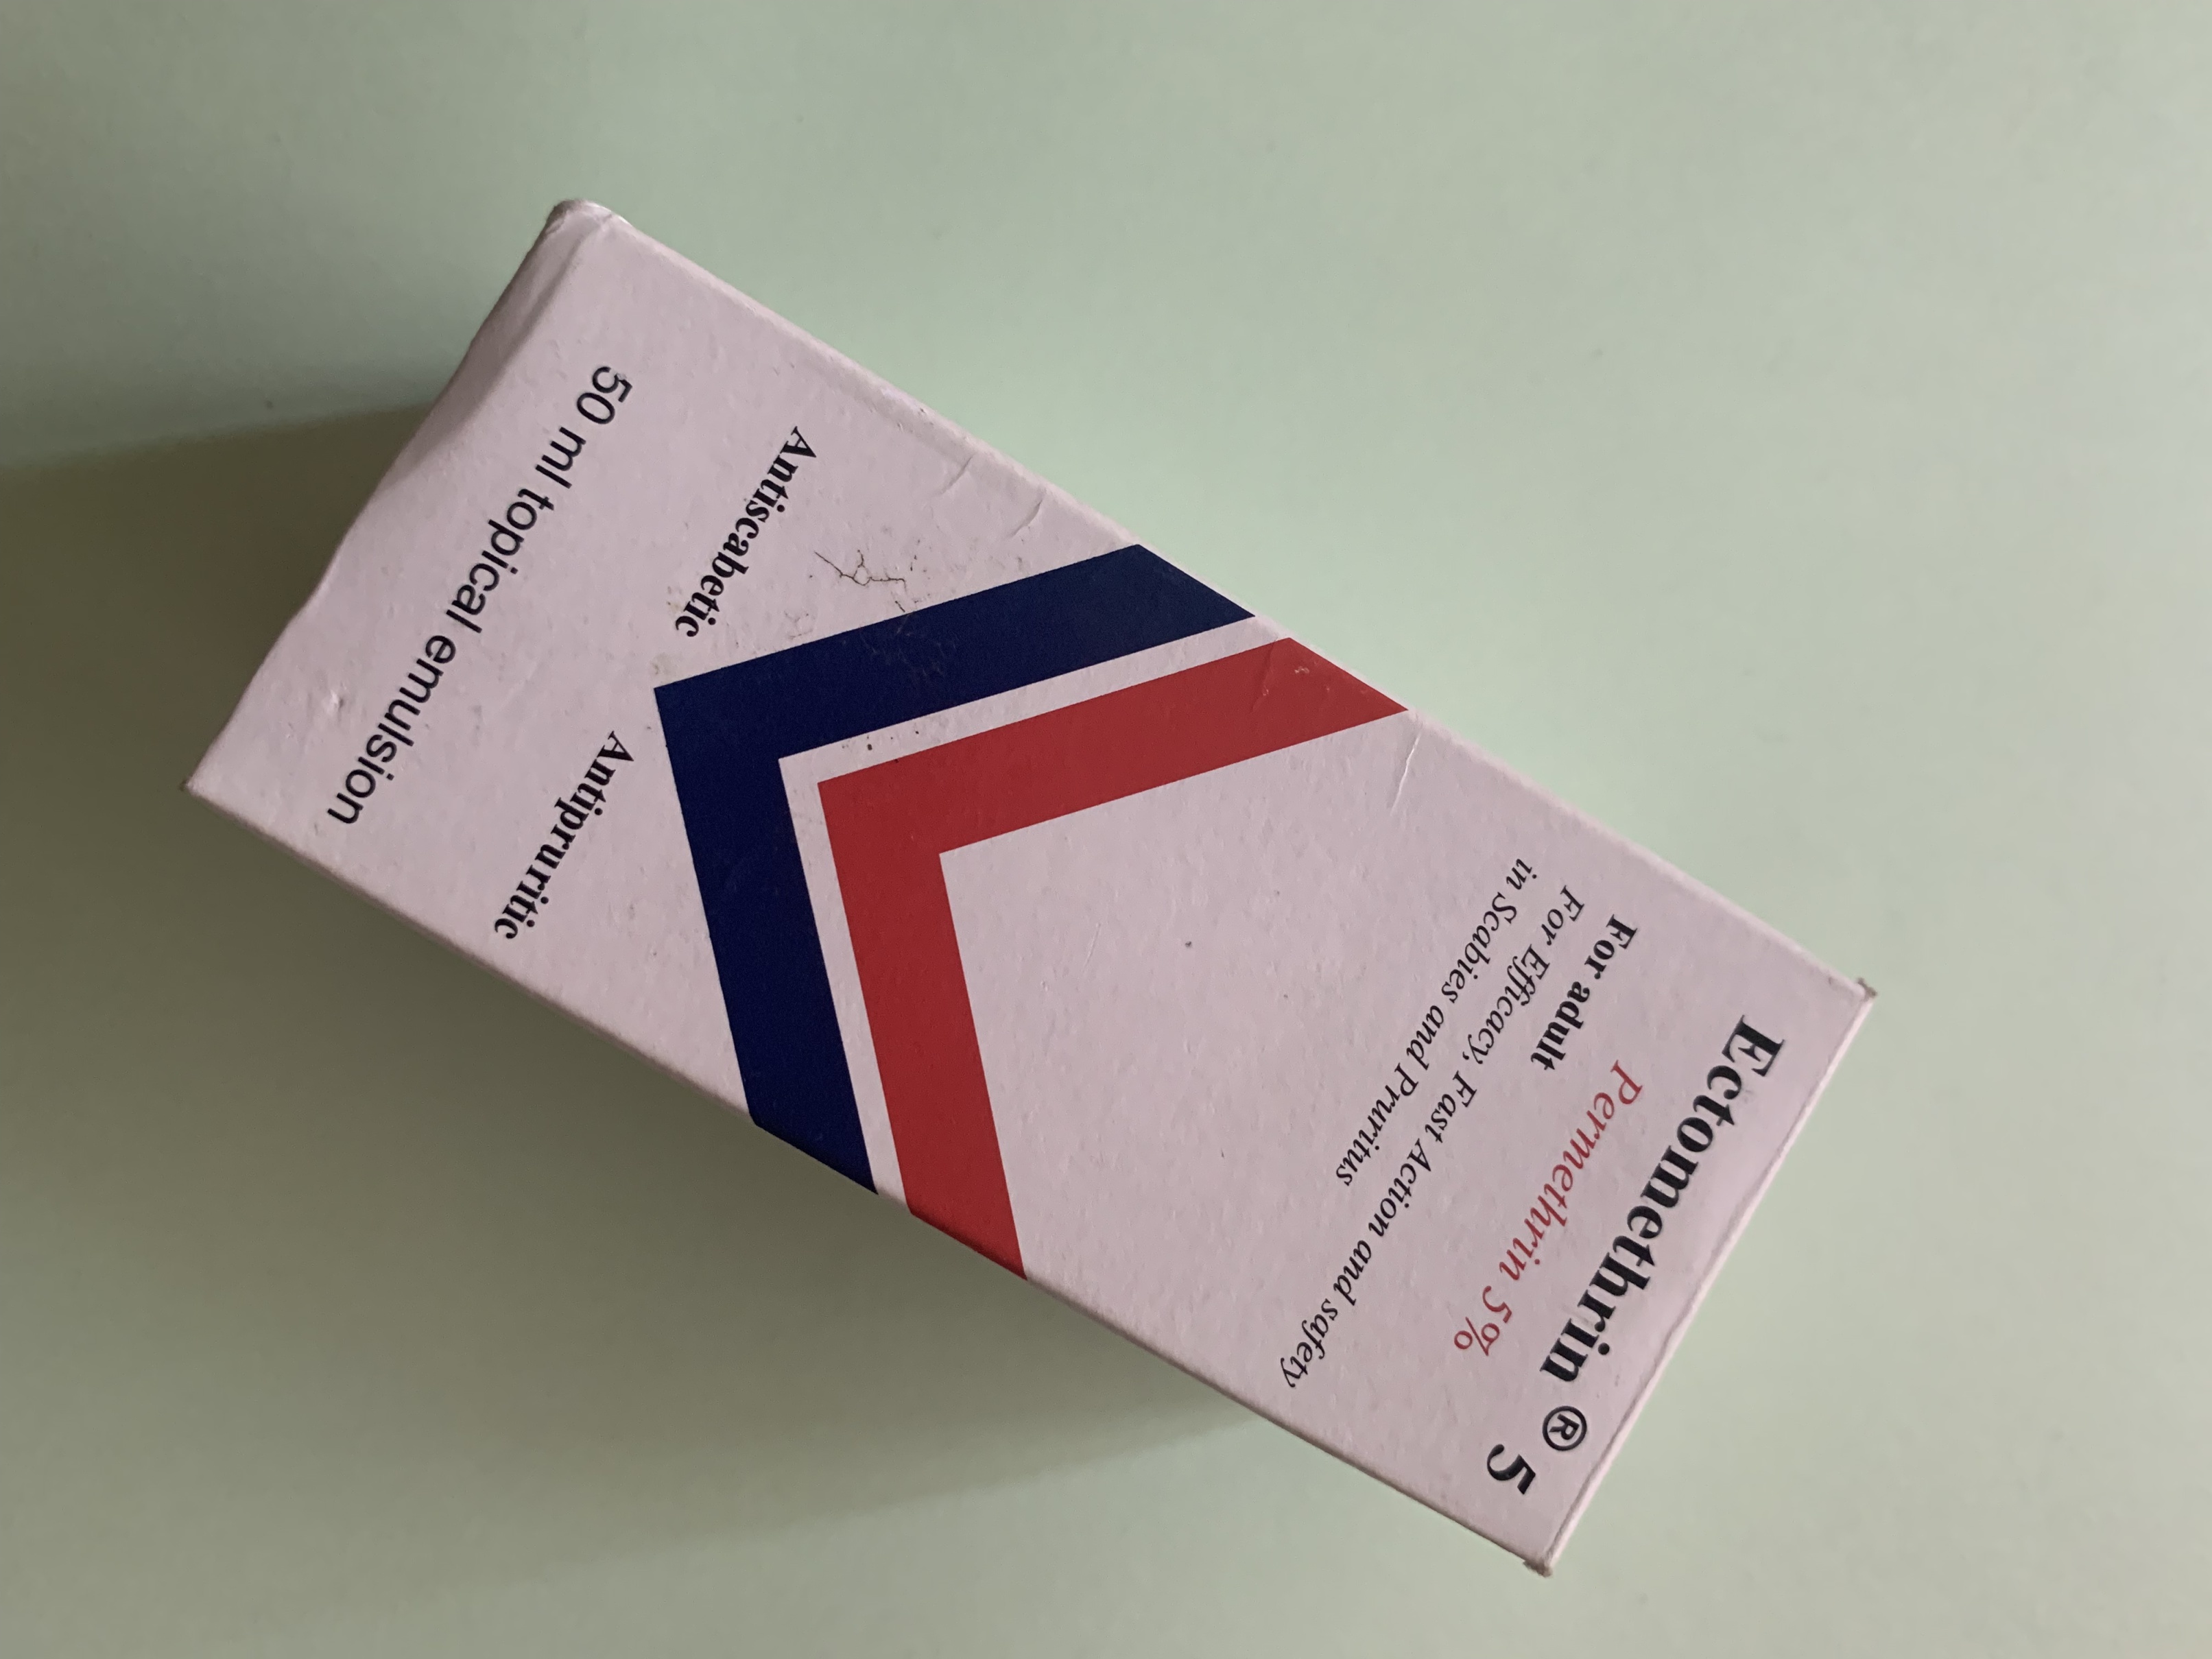 Ectomethrin ® 5
Permethrin 5%
For adult
For Efficacy, Fast Action and safety
in Scabies and Pruritus
Antiscabetic
Antipruritic
50 ml topical emulsion